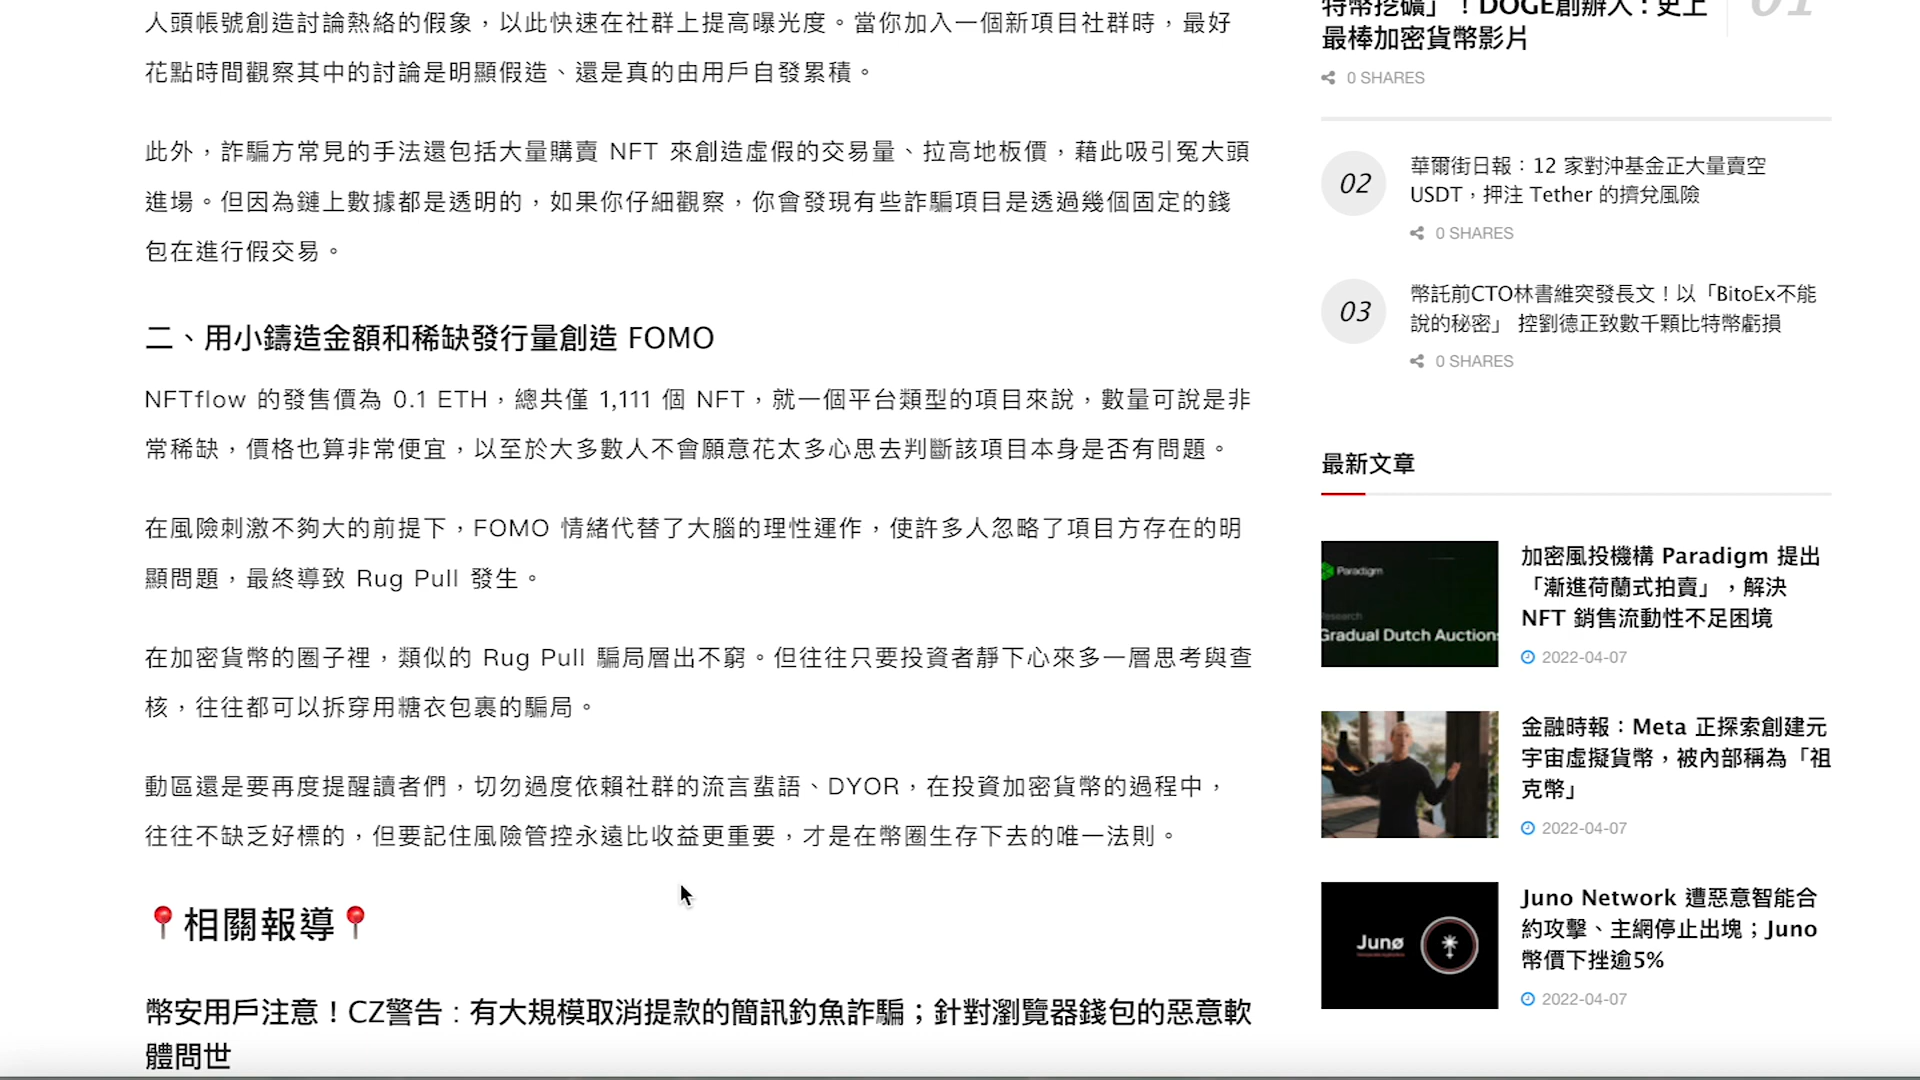 人頭帳號創造討論熱絡的假象，以此快速在社群上提高曝光度。當你加入一個新項目社群時，最好
花點時間觀察其中的討論是明顯假造、還是真的由用戶自發累積。
此外，詐騙方常見的手法還包括大量購賣 NFT 來創造虛假的交易量、拉高地板價，藉此吸引冤大頭
進場。但因為鏈上數據都是透明的，如果你仔細觀察，你會發現有些詐騙項目是透過幾個固定的錢
包在進行假交易。
二、用小鑄造金額和稀缺發行量創造 FOMO
NFTflow 的發售價為 0.1 ETH，總共僅 1,111 個 NFT，就一個平台類型的項目來說，數量可說是非
常稀缺，價格也算非常便宜，以至於大多數人不會願意花太多心思去判斷該項目本身是否有問題。
在風險刺激不夠大的前提下，FOMO 情緒代替了大腦的理性運作，使許多人忽略了項目方存在的明
顯問題，最終導致 Rug Pull 發生。
在加密貨幣的圈子裡，類似的 Rug Pull 騙局層出不窮。但往往只要投資者靜下心來多一層思考與查
核，往往都可以拆穿用糖衣包裹的騙局。
動區還是要再度提醒讀者們，切勿過度依賴社群的流言蜚語、DYOR，在投資加密貨幣的過程中，
往往不缺乏好標的，但要記住風險管控永遠比收益更重要，才是在幣圈生存下去的唯一法則。
📍相關報導📍
幣安用戶注意！CZ警告：有大規模取消提款的簡訊釣魚詐騙；針對瀏覽器錢包的惡意軟
體問世
特幣挖礦」！DOGE創辦人：史上
最棒加密貨幣影片
01
0 SHARES
02
華爾街日報：12 家對沖基金正大量賣空
USDT，押注 Tether 的擠兌風險
0 SHARES
03
幣託前CTO林書維突發長文！以「BitoEx不能
說的秘密」 控劉德正致數千顆比特幣虧損
0 SHARES
最新文章
Paradigm
Research
Gradual Dutch Auctions
加密風投機構 Paradigm 提出
「漸進荷蘭式拍賣」，解決
NFT 銷售流動性不足困境
2022-04-07
金融時報：Meta 正探索創建元
宇宙虛擬貨幣，被內部稱為「祖
克幣」
2022-04-07
Junø
Juno Network 遭惡意智能合
約攻擊、主網停止出塊；Juno
幣價下挫逾5%
2022-04-07